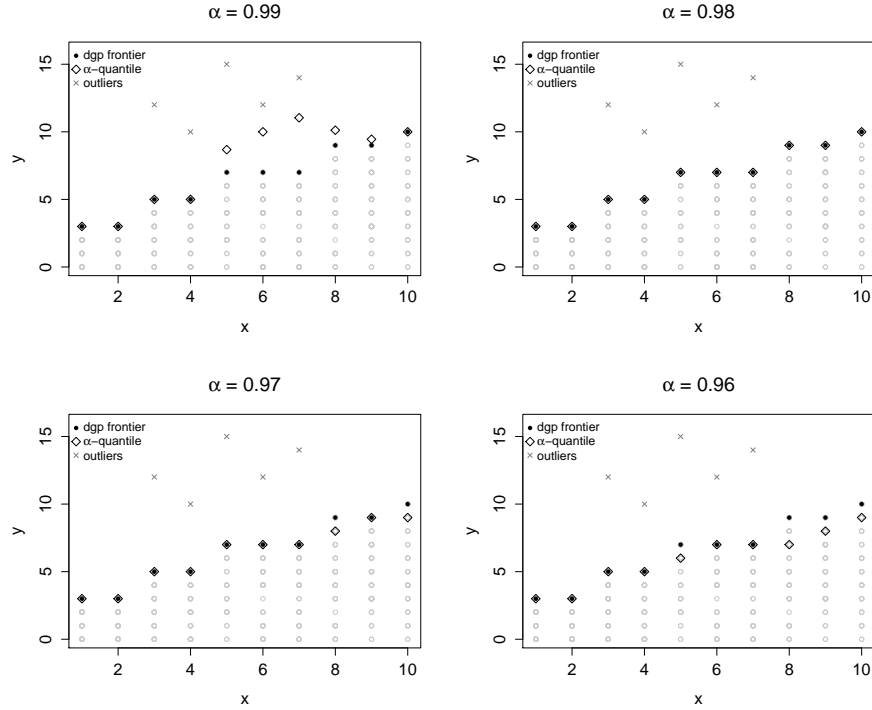 α = 0.99
dgp frontier
α−quantile
outliers
y
15
10
5
0
2 4 6 8 10
x
α = 0.98
dgp frontier
α−quantile
outliers
y
15
10
5
0
2 4 6 8 10
x
α = 0.97
dgp frontier
α−quantile
outliers
y
15
10
5
0
2 4 6 8 10
x
α = 0.96
dgp frontier
α−quantile
outliers
y
15
10
5
0
2 4 6 8 10
x